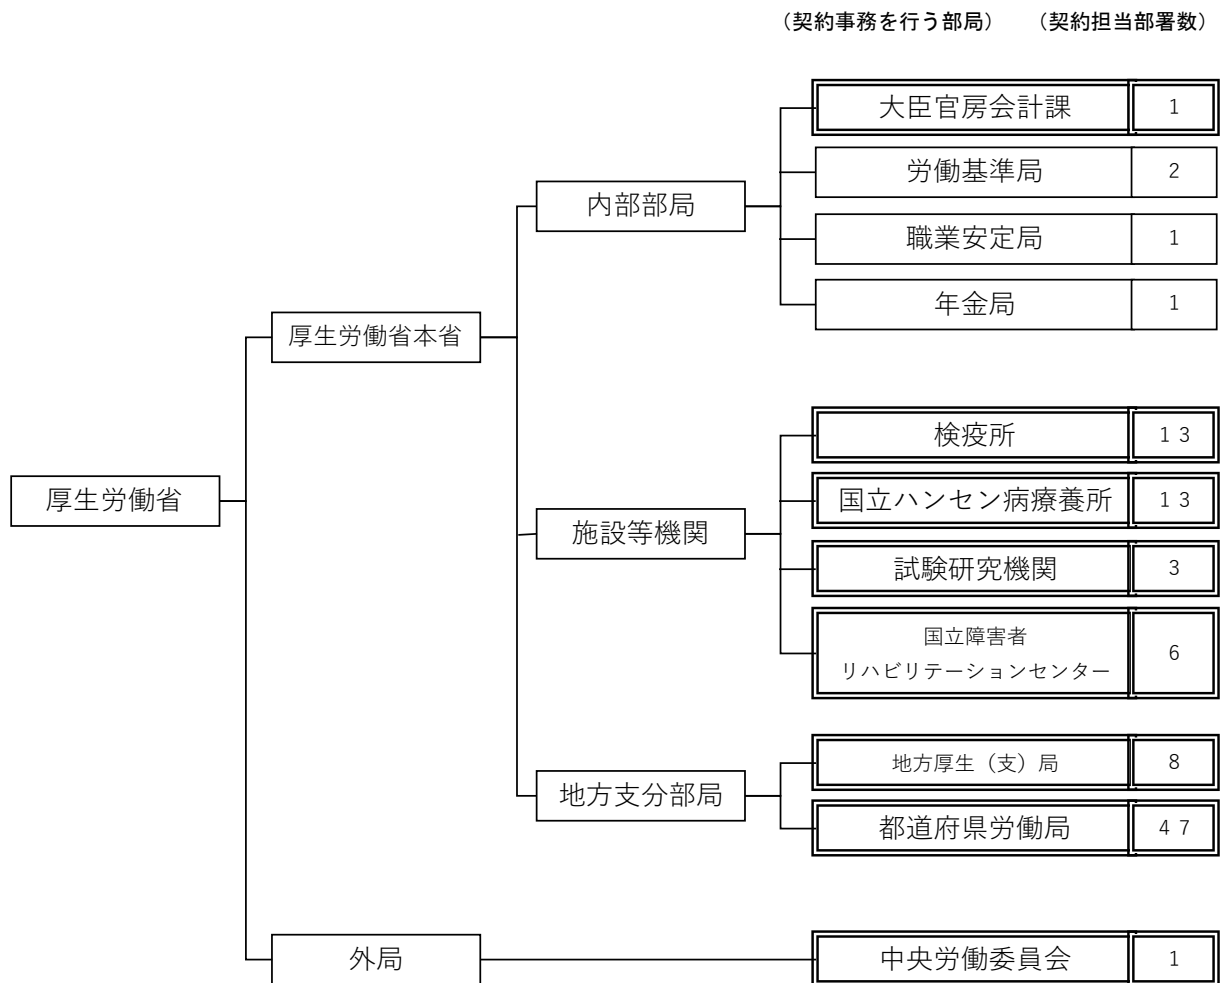 （契約事務を行う部局） （契約担当部署数）
大臣官房会計課 1
労働基準局 2
内部部局
職業安定局 1
年金局 1
厚生労働省本省
検疫所 １３
厚生労働省
国立ハンセン病療養所 １３
施設等機関
試験研究機関 3
国立障害者
リハビリテーションセンター 6
地方厚生（支）局 8
地方支分部局
都道府県労働局 ４７
外局
中央労働委員会 1